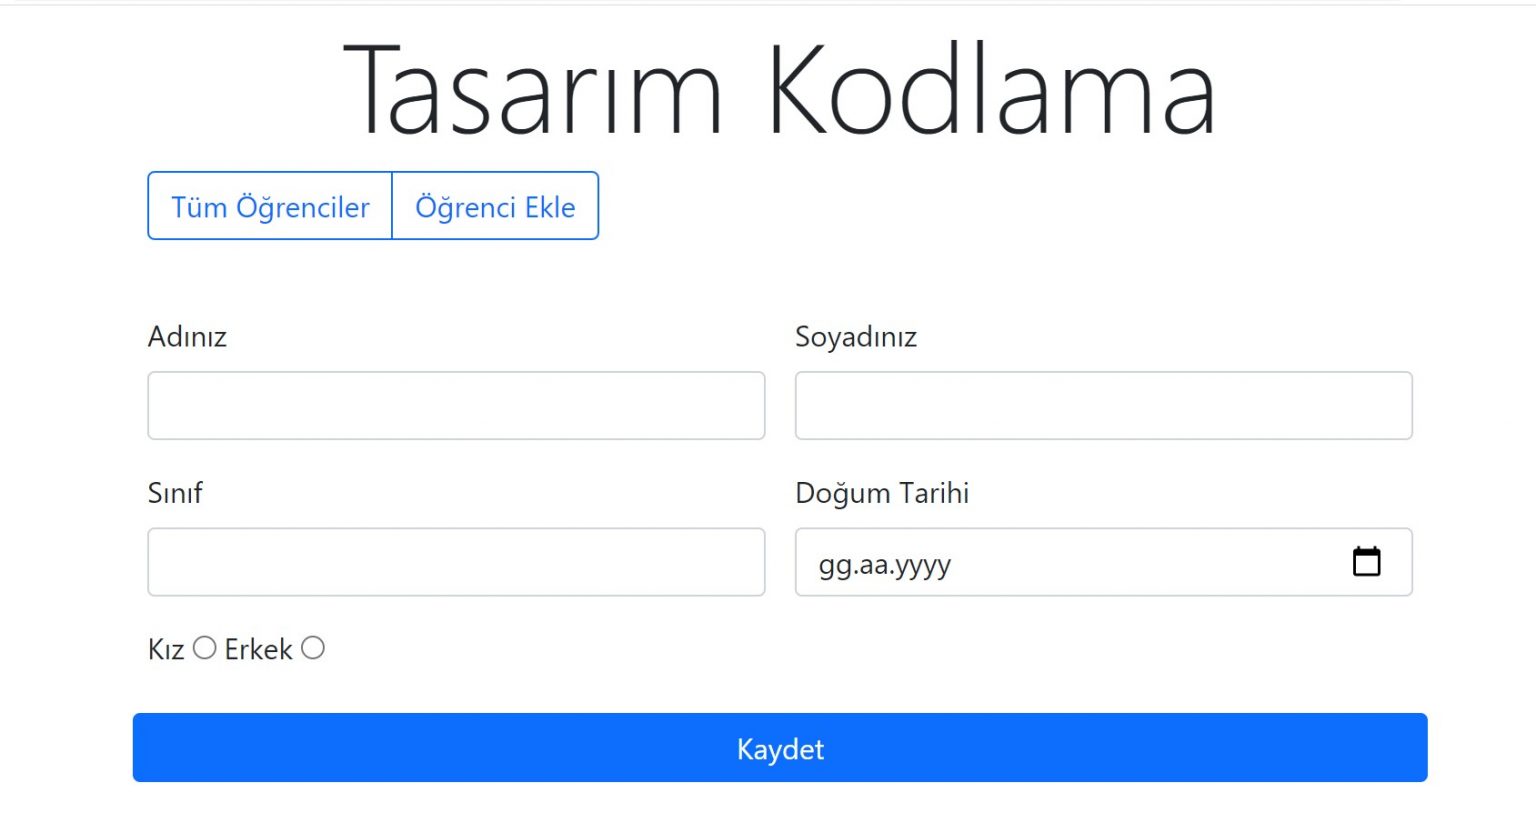 Tasarım Kodlama
Tüm Öğrenciler Öğrenci Ekle
Adınız Soyadınız
Sınıf Doğum Tarihi
gg.aa.yyyy
Kız Erkek
Kaydet